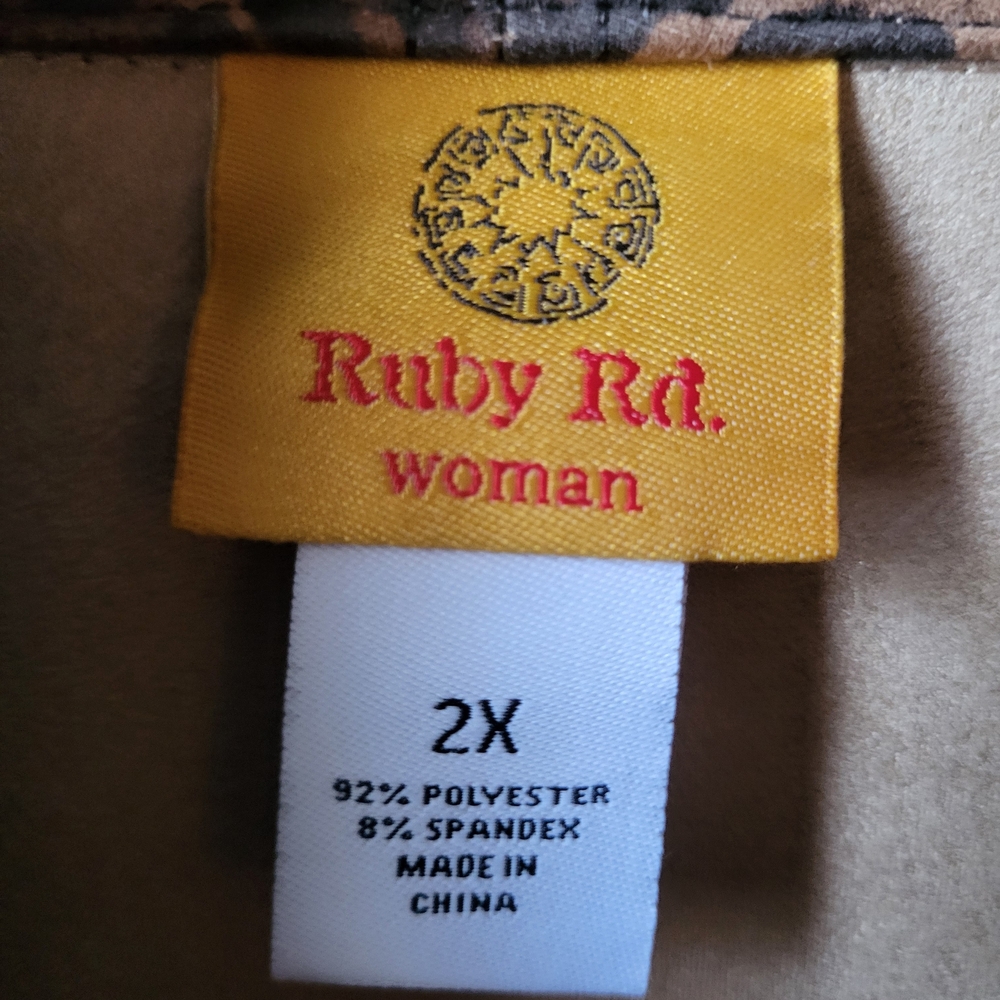 Ruby Rd.
woman
2X
92% POLYESTER
8% SPANDEX
MADE IN
CHINA